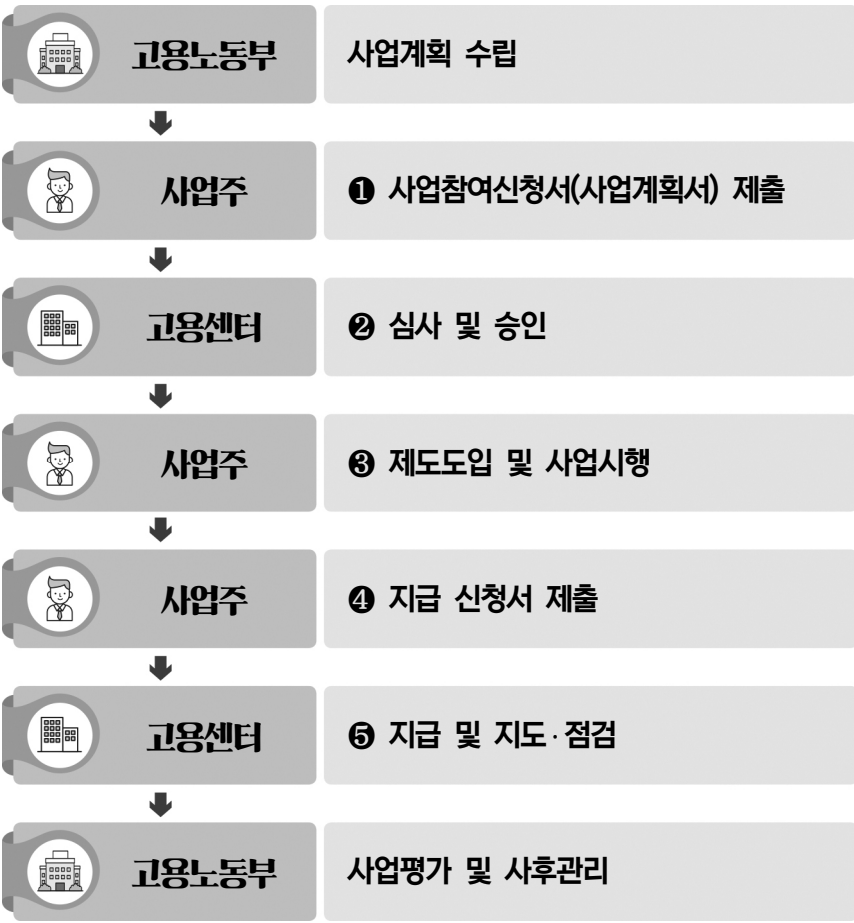 고용노동부 사업계획 수립
사업주 ❶ 사업참여신청서(사업계획서) 제출
고용센터 ❷ 심사 및 승인
사업주 ❸ 제도도입 및 사업시행
사업주 ❹ 지급 신청서 제출
고용센터 ❺ 지급 및 지도·점검
고용노동부 사업평가 및 사후관리